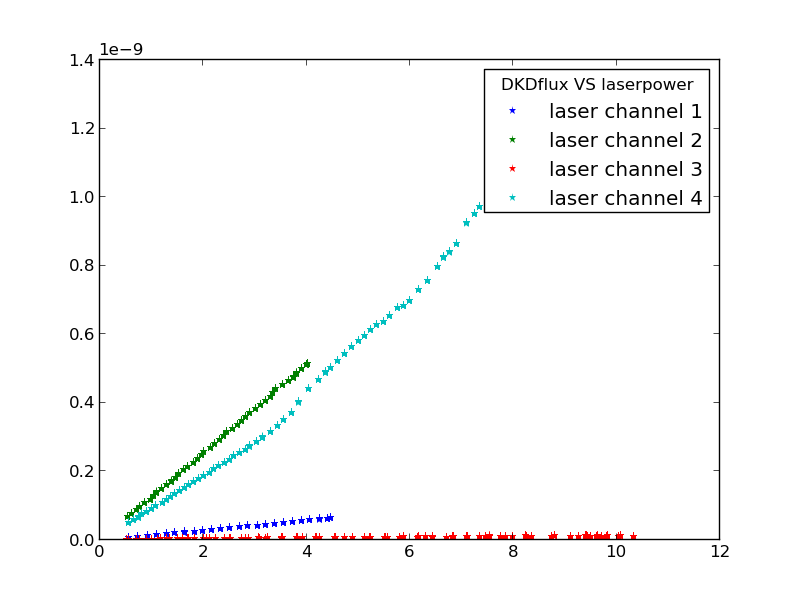 1e−9
1.4
1.2
1.0
0.8
0.6
0.4
0.2
0.0
0 2 4 6 8 10 12
DKDflux VS laserpower
laser channel 1
laser channel 2
laser channel 3
laser channel 4